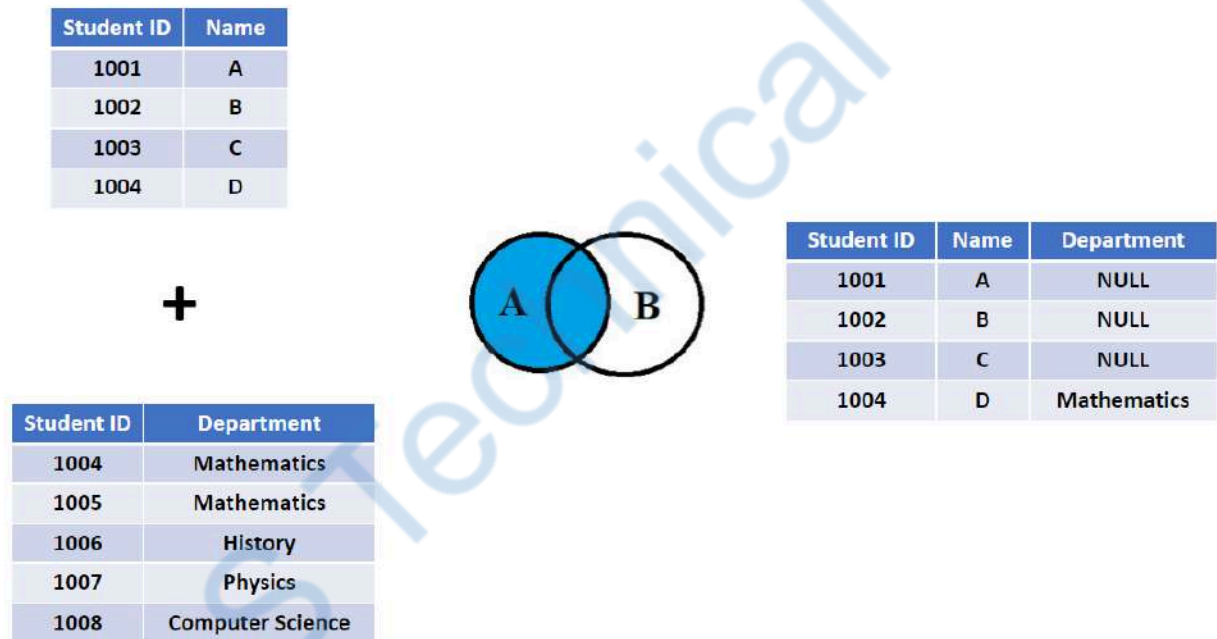 Student ID Name
1001 A
1002 B
1003 C
1004 D
+
Student ID Department
1004 Mathematics
1005 Mathematics
1006 History
1007 Physics
1008 Computer Science
A B
Student ID Name Department
1001 A NULL
1002 B NULL
1003 C NULL
1004 D Mathematics
s Technical